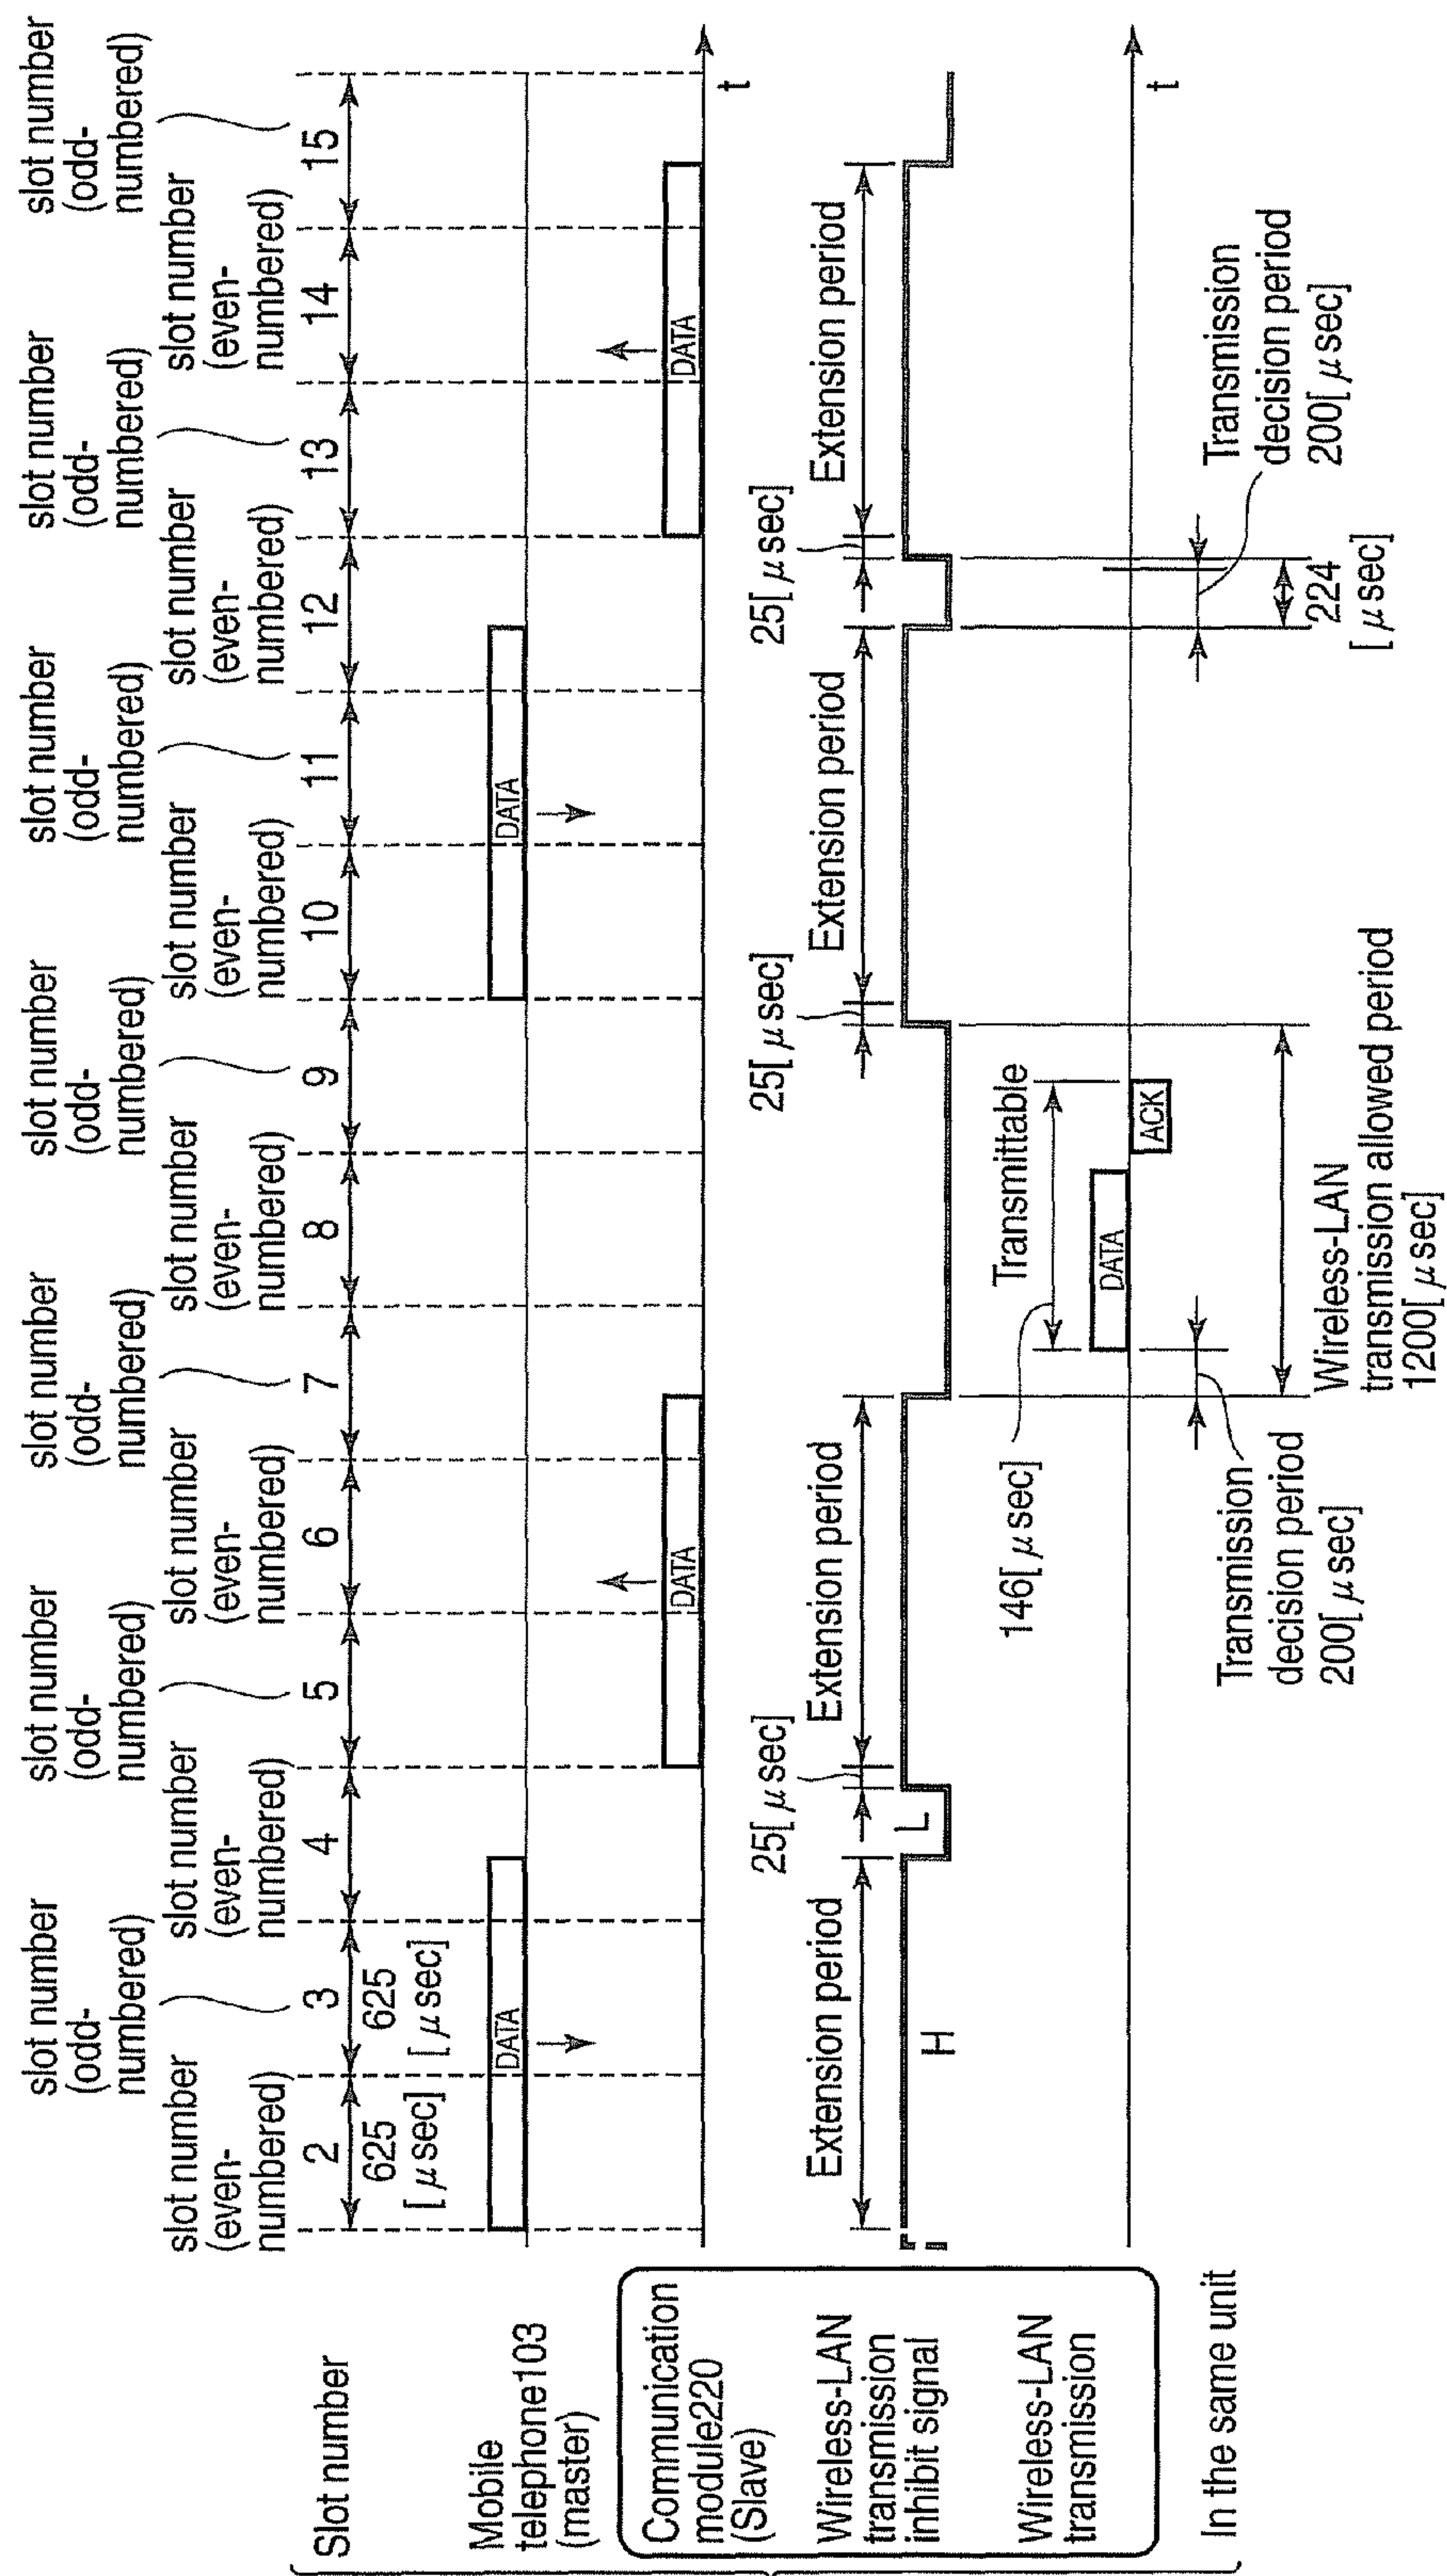 Slot number
slot number
(even-
numbered)
slot number
(odd-
numbered)
slot number
(even-
numbered)
slot number
(odd-
numbered)
slot number
(even-
numbered)
slot number
(odd-
numbered)
slot number
(even-
numbered)
slot number
(odd-
numbered)
slot number
(even-
numbered)
slot number
(odd-
numbered)
slot number
(even-
numbered)
slot number
(odd-
numbered)
slot number
(even-
numbered)
slot number
(odd-
numbered)
2 3 4 5 6 7 8 9 10 11 12 13 14 15
625
[μsec]
625
[μsec]
Mobile
telephone103
(master)
DATA
DATA
Communication
module220
(Slave)
DATA
DATA
t
Wireless-LAN
transmission
inhibit signal
Extension period
25[μsec]
Extension period
25[μsec]
Extension period
25[μsec]
Extension period
H
L
Wireless-LAN
transmission
146[μsec]
Transmittable
DATA
ACK
t
Transmission
decision period
200[μsec]
Wireless-LAN
transmission allowed period
1200[μsec]
224
[μsec]
Transmission
decision period
200[μsec]
In the same unit